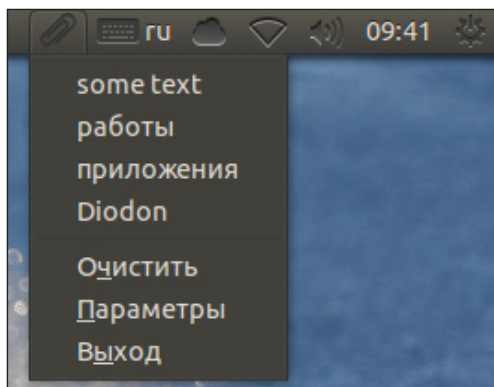 ru 09:41
some text
работы
приложения
Diodon
Очистить
Параметры
Выход